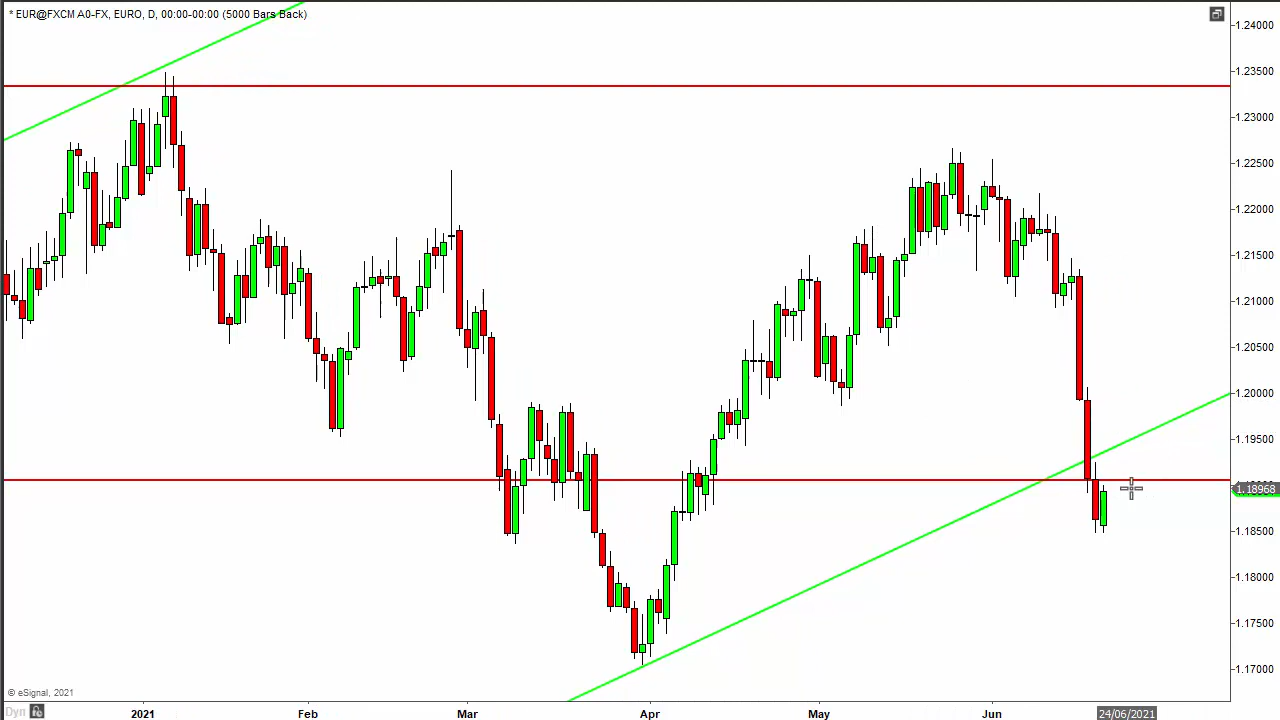 * EUR@FXCM A0-FX, EURO, D, 00:00-00:00 (5000 Bars Back)
1.24000
1.23500
1.23000
1.22500
1.22000
1.21500
1.21000
1.20500
1.20000
1.19500
1.18968
1.18500
1.18000
1.17500
1.17000
© eSignal, 2021
Dyn
2021
Feb
Mar
Apr
May
Jun
24/06/2021